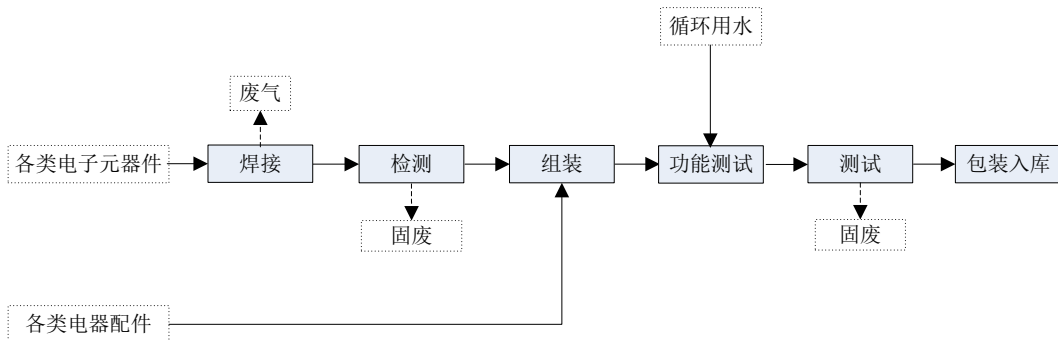 循环用水
废气
各类电子元器件
焊接
检测
组装
功能测试
测试
包装入库
固废
固废
各类电器配件